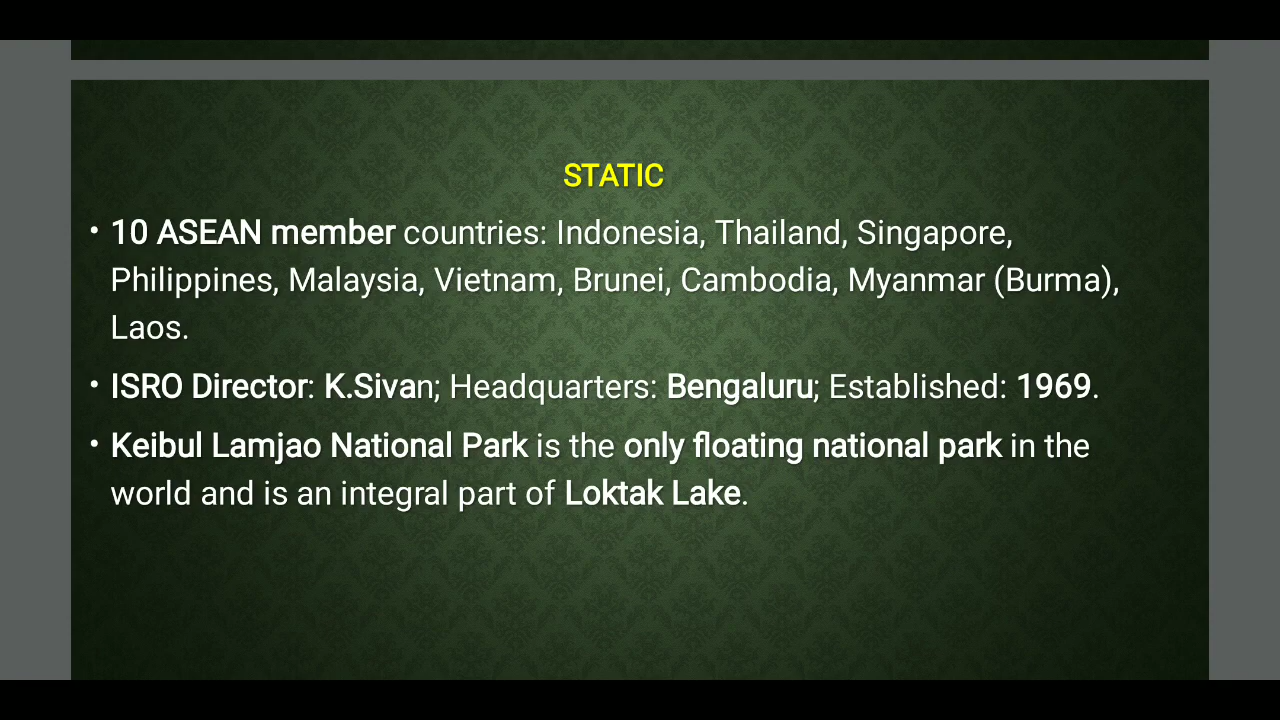 STATIC
• 10 ASEAN member countries: Indonesia, Thailand, Singapore,
Philippines, Malaysia, Vietnam, Brunei, Cambodia, Myanmar (Burma),
Laos.
• ISRO Director: K.Sivan; Headquarters: Bengaluru; Established: 1969.
• Keibul Lamjao National Park is the only floating national park in the
world and is an integral part of Loktak Lake.